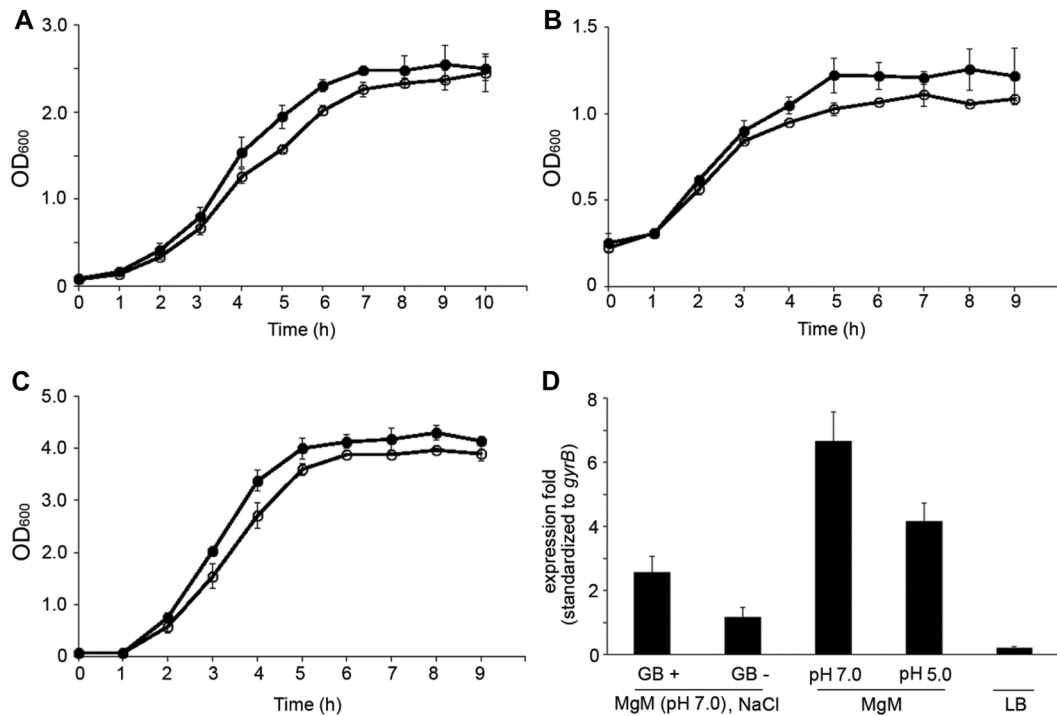 A
3.0
2.0
1.0
0
OD600
0 1 2 3 4 5 6 7 8 9 10
Time (h)
B
1.5
1.0
0.5
0
OD600
0 1 2 3 4 5 6 7 8 9
Time (h)
C
5.0
4.0
3.0
2.0
1.0
0
OD600
0 1 2 3 4 5 6 7 8 9
Time (h)
D
8
6
4
2
0
expression fold
(standardized to gyrB)
GB + GB - pH 7.0 pH 5.0
MgM (pH 7.0), NaCl MgM LB